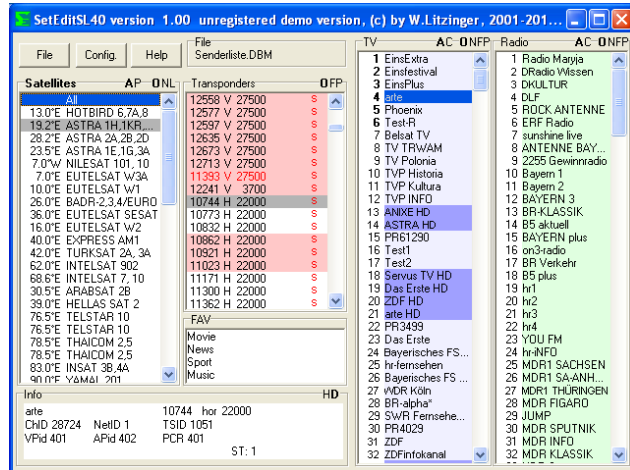 SetEditSL40 version 1.00 unregistered demo version, (c) by W.Litzinger, 2001-201...
File
Config.
Help
File
Senderliste.DBM
Satellites AP ONL
All
13.0°E HOTBIRD 6,7A,8
19.2°E ASTRA 1H,1KR,...
28.2°E ASTRA 2A,2B,2D
23.5°E ASTRA 1E,1G,3A
7.0°W NILESAT 101, 10
7.0°E EUTELSAT W3A
10.0°E EUTELSAT W1
26.0°E BADR-2,3,4/EURO
36.0°E EUTELSAT SESAT
16.0°E EUTELSAT W2
40.0°E EXPRESS AM1
42.0°E TURKSAT 2A, 3A
62.0°E INTELSAT 902
68.6°E INTELSAT 7, 10
30.5°E ARABSAT 2B
39.0°E HELLAS SAT 2
76.5°E TELSTAR 10
76.5°E TELSTAR 10
78.5°E THAICOM 2,5
78.5°E THAICOM 2,5
83.0°E INSAT 3B,4A
90.0°E YAMAL 201
Transponders OFP
12558 V 27500 S
12577 V 27500 S
12597 V 27500 S
12635 V 27500 S
12673 V 27500 S
12713 V 27500 S
11393 V 27500 S
12241 V 3700 S
10744 H 22000 S
10773 H 22000 S
10832 H 22000 S
10862 H 22000 S
10921 H 22000 S
11023 H 22000 S
11171 H 22000 S
11300 H 22000 S
11344 H 22000 S
11362 H 22000 S
FAV
Movie
News
Sport
Music
Info HD
arte 10744 hor 22000
ChID 28724 NetID 1 TSID 1051
VPid 401 APid 402 PCR 401
ST: 1
TV AC ONFP
1 EinsExtra
2 Einsfestival
3 EinsPlus
4 arte
5 Phoenix
6 Test-R
7 Belsat TV
8 TV TRWAM
9 TV Polonia
10 TVP Historia
11 TVP Kultura
12 TVP INFO
13 ANIXE HD
14 ASTRA HD
15 PR61290
16 Test1
17 Test2
18 Servus TV HD
19 Das Erste HD
20 ZDF HD
21 arte HD
22 PR3499
23 Das Erste
24 Bayerisches FS...
25 hr-fernsehen
26 Bayerisches FS ...
27 WDR Köln
28 BR-alpha*
29 SWR Fernsehe...
30 PR4029
31 ZDF
32 ZDFinfokanal
Radio AC ONFP
1 Radio Maryja
2 DRadio Wissen
3 DKULTUR
4 DLF
5 ROCK ANTENNE
6 ERF Radio
7 sunshine live
8 ANTENNE BAY...
9 2255 Gewinnradio
10 Bayern 1
11 Bayern 2
12 BAYERN 3
13 BR-KLASSIK
14 B5 aktuell
15 BAYERN plus
16 on3-radio
17 BR Verkehr
18 B5 plus
19 hr1
20 hr2
21 hr3
22 hr4
23 YOU FM
24 hr-iNFO
25 MDR1 SACHSEN
26 MDR1 SA-ANH...
27 MDR1 THÜRINGEN
28 MDR FIGARO
29 JUMP
30 MDR SPUTNIK
31 MDR INFO
32 MDR KLASSIK